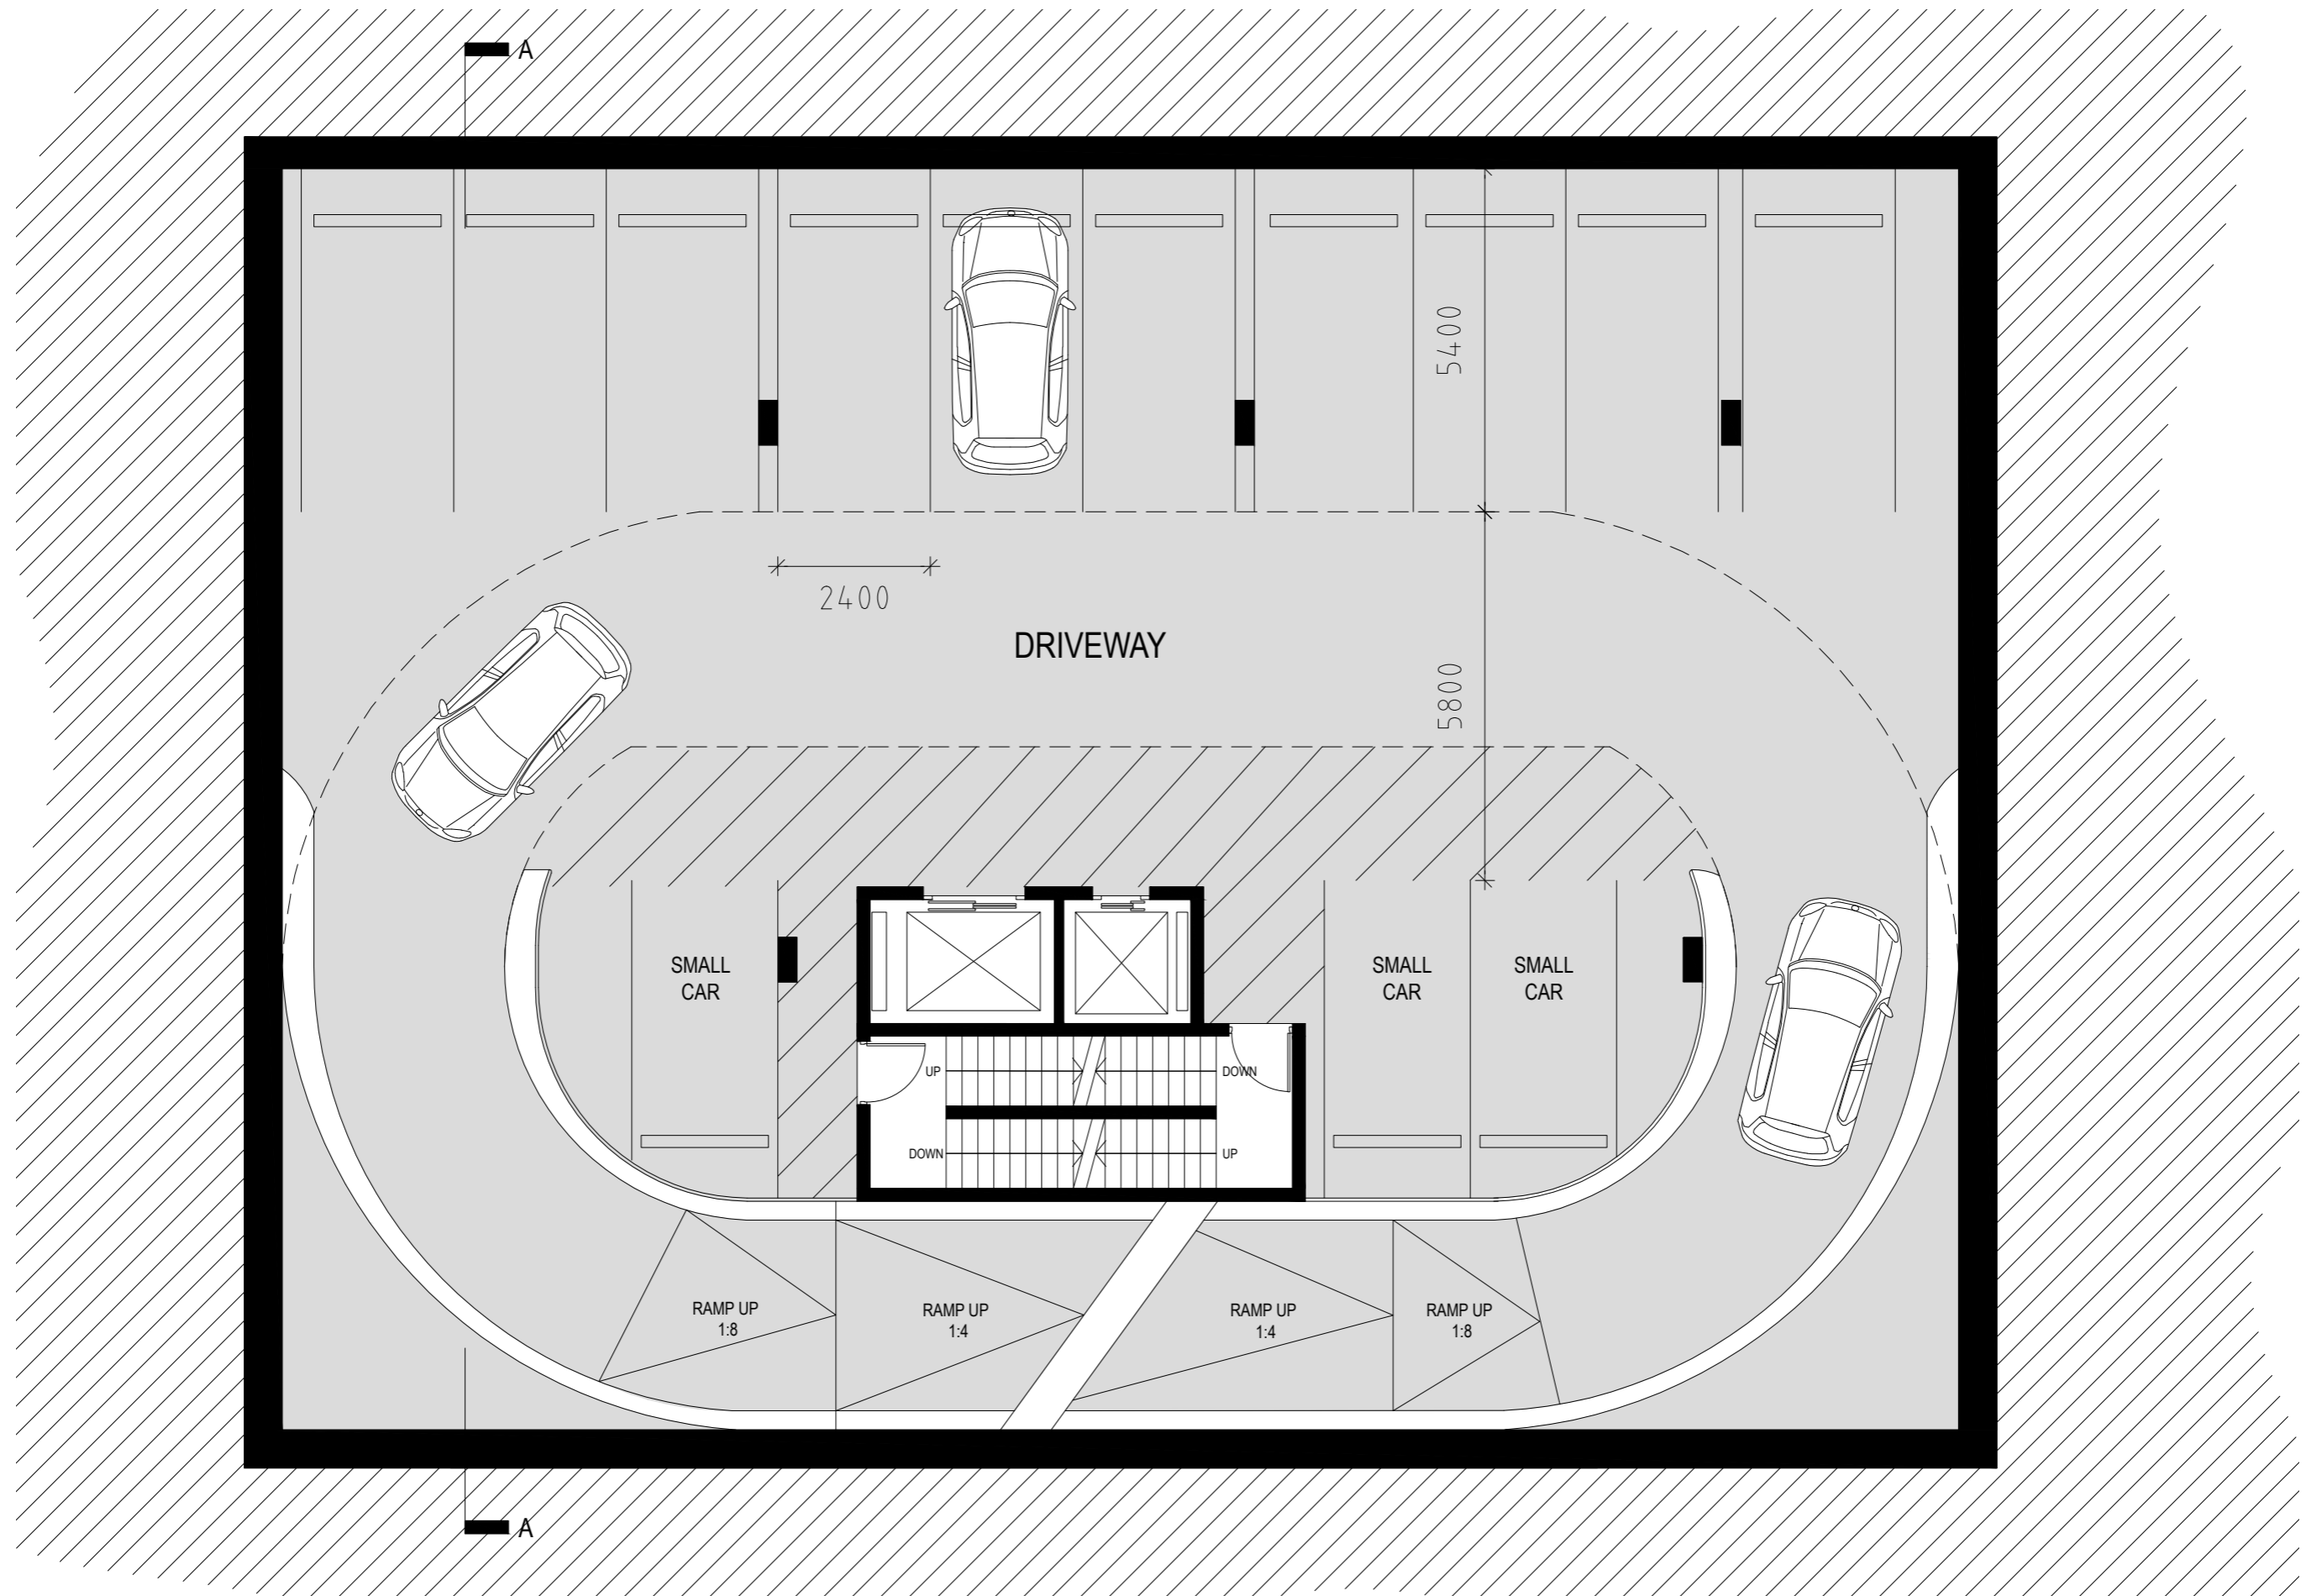 A
5400
2400
DRIVEWAY
5800
SMALL
CAR
SMALL
CAR
SMALL
CAR
UP
DOWN
DOWN
UP
RAMP UP
1:8
RAMP UP
1:4
RAMP UP
1:4
RAMP UP
1:8
A